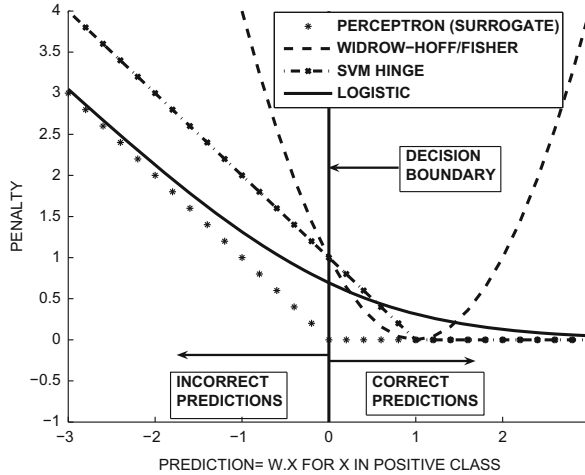 PERCEPTRON (SURROGATE)
WIDROW−HOFF/FISHER
SVM HINGE
LOGISTIC
DECISION
BOUNDARY
INCORRECT
PREDICTIONS
CORRECT
PREDICTIONS
PENALTY
4
3.5
3
2.5
2
1.5
1
0.5
0
−0.5
−1
−3
−2
−1
0
1
2
PREDICTION= W.X FOR X IN POSITIVE CLASS